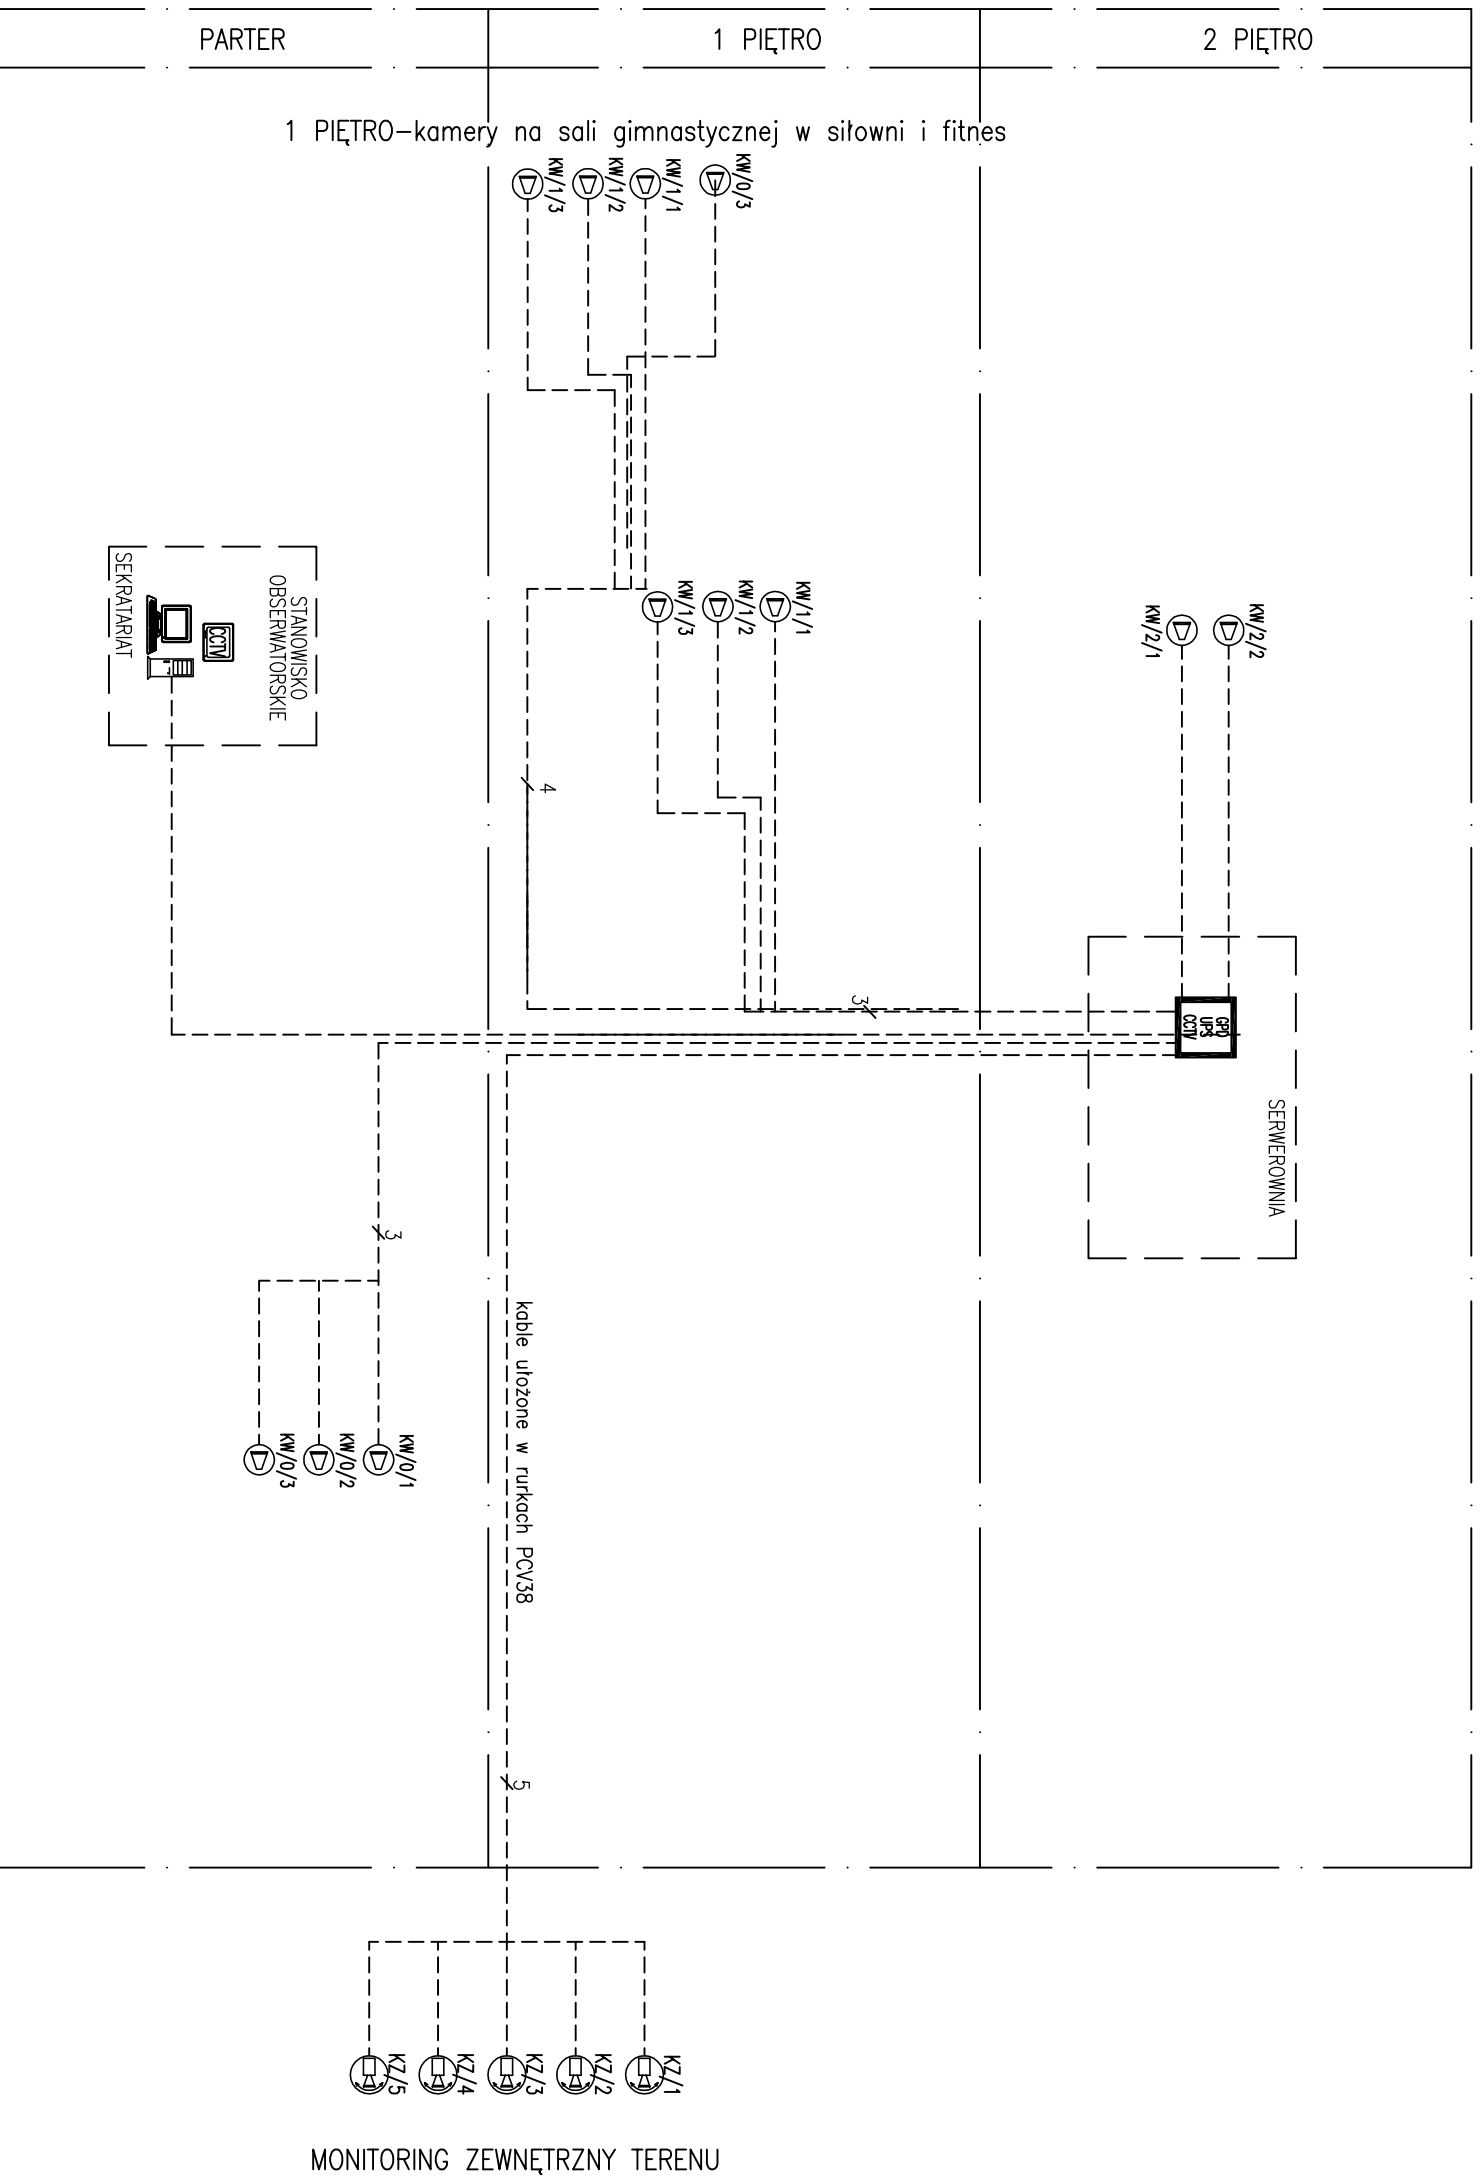 PARTER
1 PIĘTRO
2 PIĘTRO
1 PIĘTRO-kamery na sali gimnastycznej w siłowni i fitnes
KW/1/3
KW/1/2
KW/1/1
KW/0/3
STANOWISKO
OBSERWATORSKIE
CCTV
SEKRATARIAT
KW/1/3
KW/1/2
KW/1/1
KW/2/1
KW/2/2
4
3
GPD
UPS
CCTV
SERWEROWNIA
3
kable ułożone w rurkach PCV38
KW/0/3
KW/0/2
KW/0/1
5
KZ/5
KZ/4
KZ/3
KZ/2
KZ/1
MONITORING ZEWNĘTRZNY TERENU